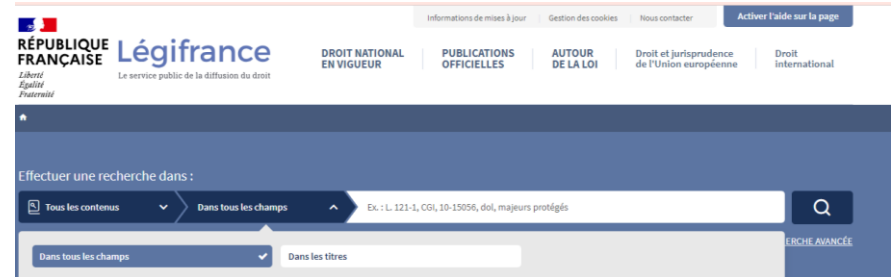 Informations de mises à jour Gestion des cookies Nous contacter Activer l'aide sur la page
RÉPUBLIQUE
FRANÇAISE
Liberté
Égalité
Fraternité
Légifrance
Le service public de la diffusion du droit
DROIT NATIONAL
EN VIGUEUR
PUBLICATIONS
OFFICIELLES
AUTOUR
DE LA LOI
Droit et jurisprudence
de l'Union européenne
Droit
international
Effectuer une recherche dans :
Tous les contenus Dans tous les champs Ex. : L. 121-1, CGI, 10-15056, dol, majeurs protégés
ERCHE AVANCÉE
Dans tous les champs Dans les titres